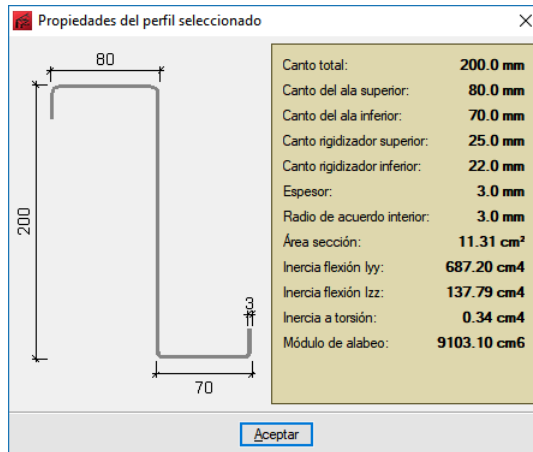 Propiedades del perfil seleccionado
80
200
3
70
Canto total: 200.0 mm
Canto del ala superior: 80.0 mm
Canto del ala inferior: 70.0 mm
Canto rigidizador superior: 25.0 mm
Canto rigidizador inferior: 22.0 mm
Espesor: 3.0 mm
Radio de acuerdo interior: 3.0 mm
Área sección: 11.31 cm²
Inercia flexión Iyy: 687.20 cm4
Inercia flexión Izz: 137.79 cm4
Inercia a torsión: 0.34 cm4
Módulo de alabeo: 9103.10 cm6
Aceptar